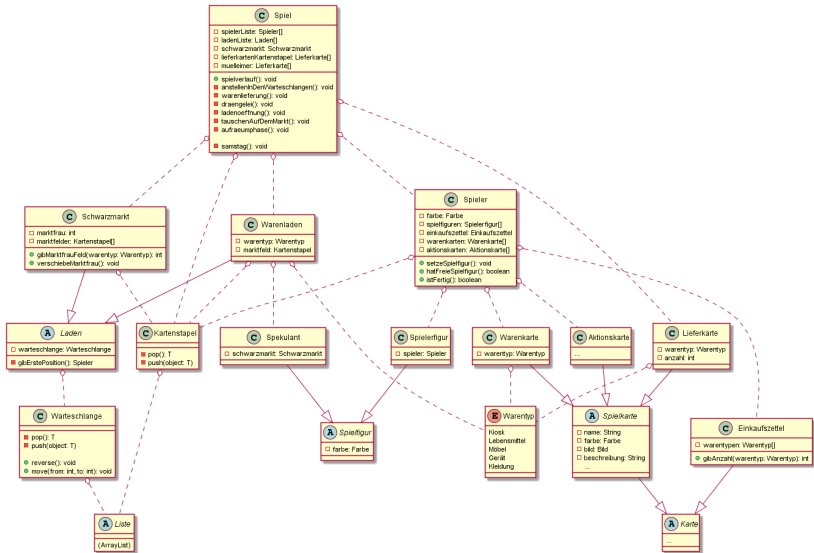 C Spiel
spielerListe: Spieler[]
ladenListe: Laden[]
schwarzmarkt: Schwarzmarkt
lieferkartenKartenstapel: Lieferkarte[]
muelleimer: Lieferkarte[]
spielverlauf(): void
anstellenInDenWarteschlangen(): void
warenlieferung(): void
draengelei(): void
ladenoeffnung(): void
tauschenAufDemMarkt(): void
aufraeumphase(): void
samstag(): void
C Schwarzmarkt
marktfrau: int
marktfelder: Kartenstapel[]
gibMarktfrauFeld(warentyp: Warentyp): int
verschiebeMarktfrau(): void
C Warenladen
warentyp: Warentyp
marktfeld: Kartenstapel
C Spieler
farbe: Farbe
spielfiguren: Spielerfigur[]
einkaufszettel: Einkaufszettel
warenkarten: Warenkarte[]
aktionskarten: Aktionskarte[]
setzeSpielfigur(): void
hatFreieSpielfigur(): boolean
istFertig(): boolean
A Laden
warteschlange: Warteschlange
gibErstePosition(): Spieler
C Kartenstapel
pop(): T
push(object: T)
C Spekulant
schwarzmarkt: Schwarzmarkt
C Spielerfigur
spieler: Spieler
C Warenkarte
warentyp: Warentyp
C Aktionskarte
...
C Lieferkarte
warentyp: Warentyp
anzahl: int
C Warteschlange
pop(): T
push(object: T)
reverse(): void
move(from: int, to: int): void
A Spielfigur
farbe: Farbe
E Warentyp
Kiosk
Lebensmittel
Möbel
Gerät
Kleidung
A Spielkarte
name: String
farbe: Farbe
bild: Bild
beschreibung: String
...
C Einkaufszettel
warentypen: Warentyp[]
gibAnzahl(warentyp: Warentyp): int
A Liste
(ArrayList)
A Karte
...